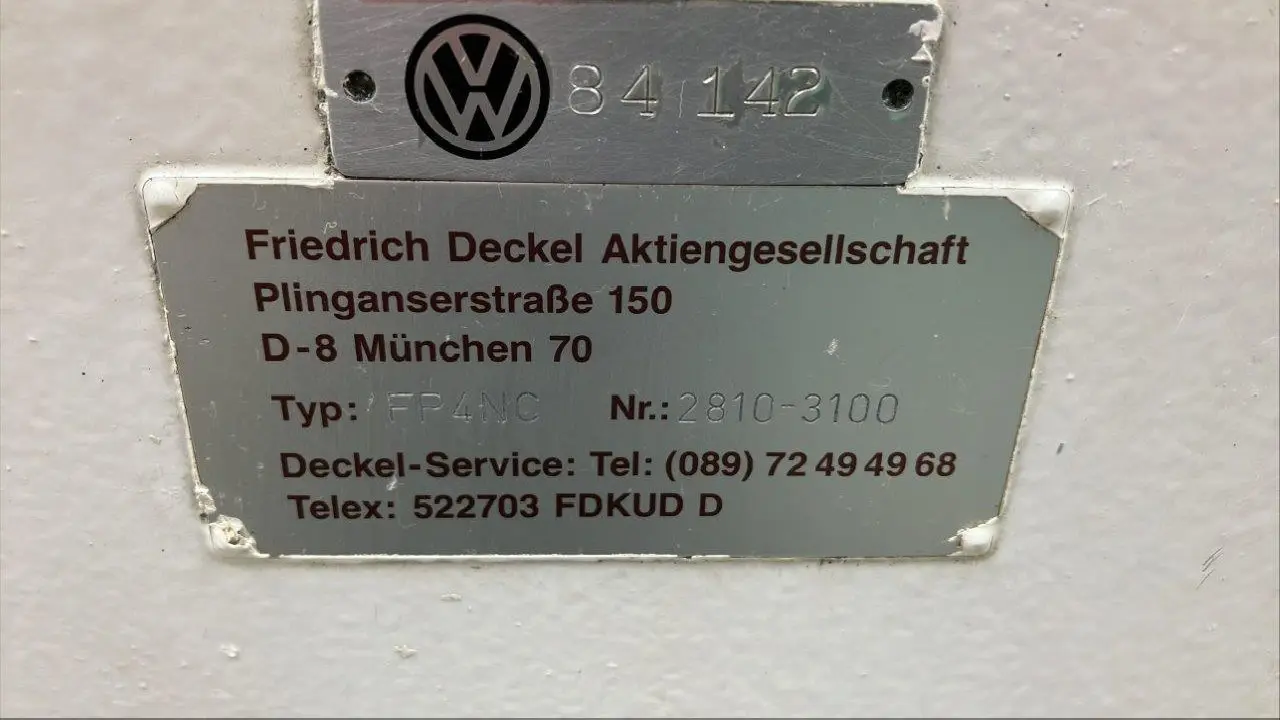 VW 84 142
Friedrich Deckel Aktiengesellschaft
Plinganserstraße 150
D-8 München 70
Typ: FP4NC Nr.: 2810-3100
Deckel-Service: Tel: (089) 72 49 49 68
Telex: 522703 FDKUD D